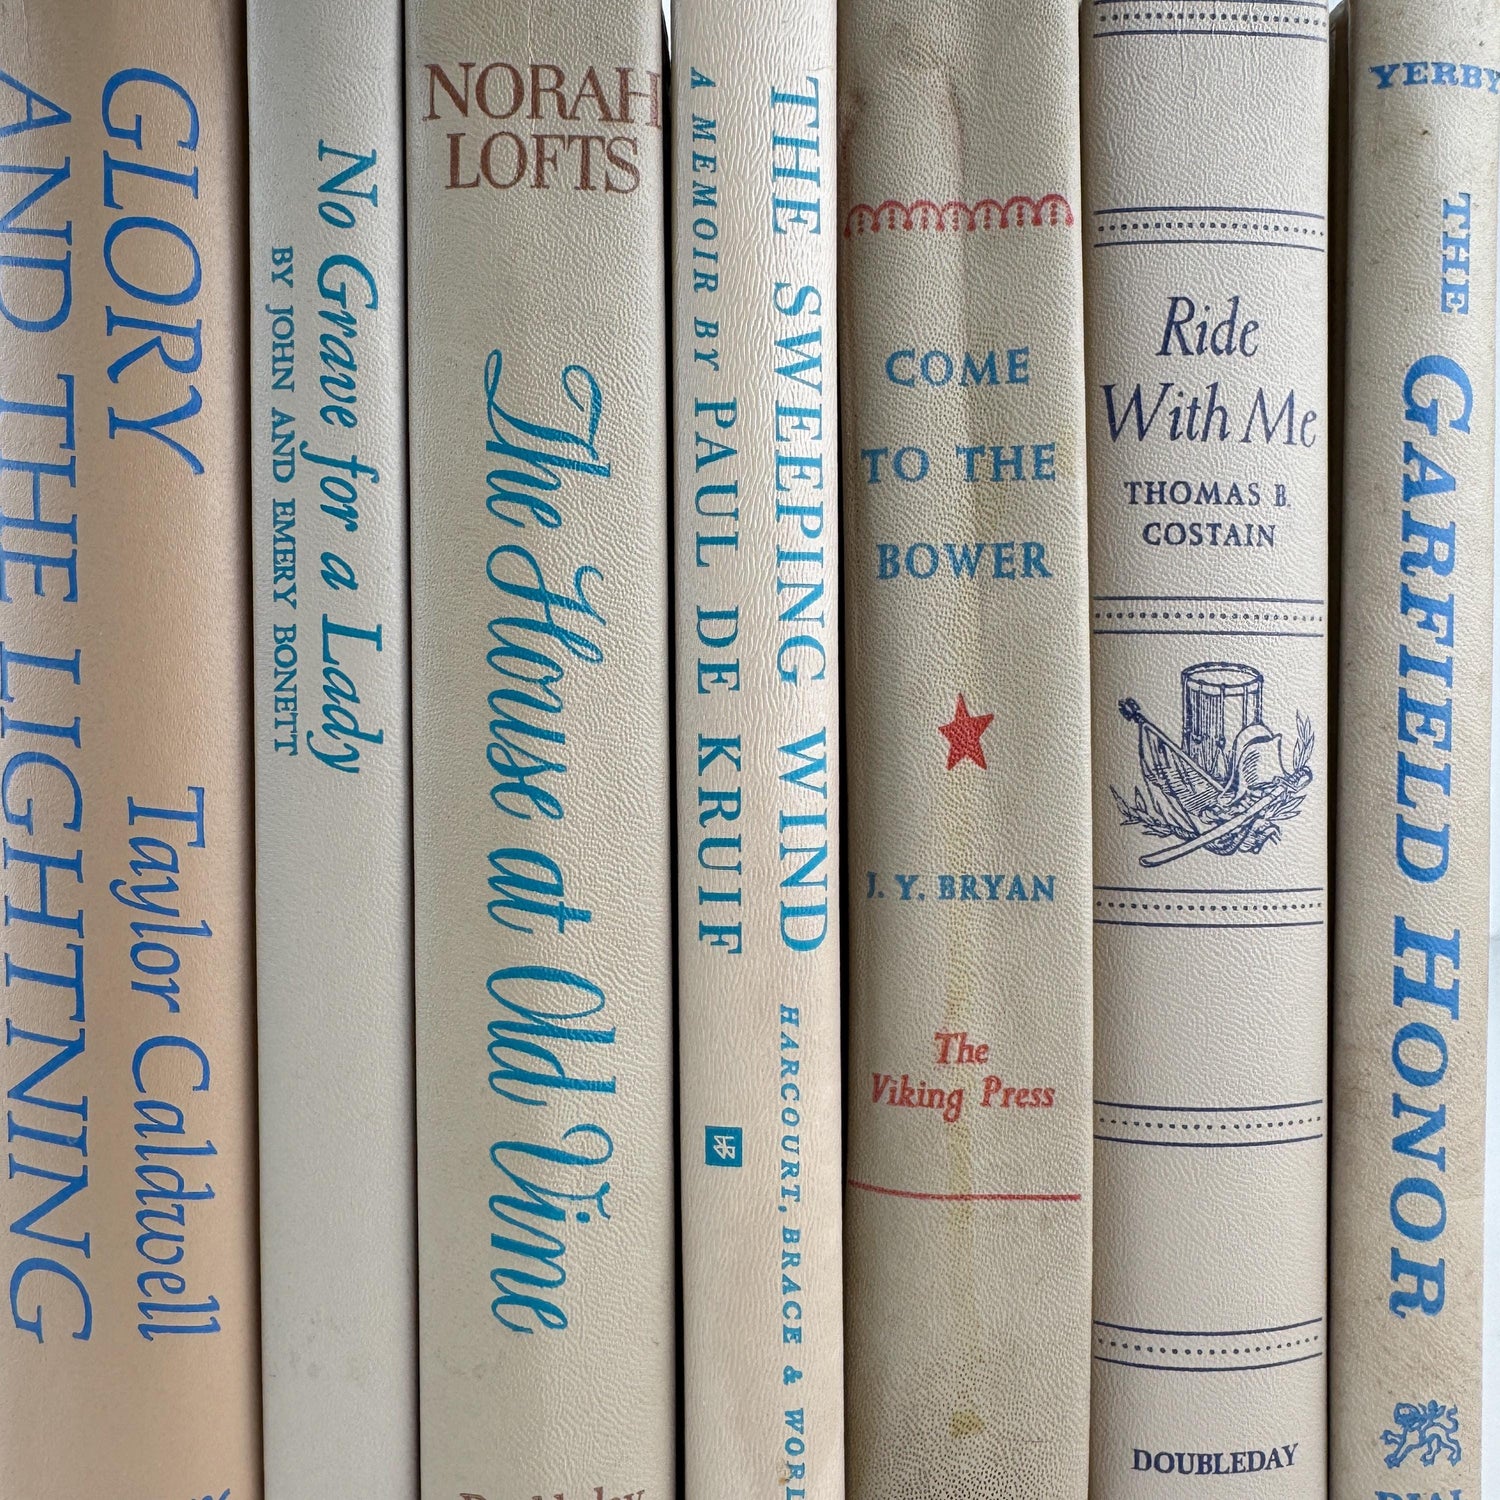 GLORY
AND THE LIGHTNING
Taylor Caldwell
No Grave for a Lady
BY JOHN AND EMERY BONETT
NORAH
LOFTS
The House at Old Vine
THE SWEEPING WIND
A MEMOIR BY PAUL DE KRUIF
HARCOURT, BRACE & WORL
COME
TO THE
BOWER
J. Y. BRYAN
The
Viking Press
Ride
With Me
THOMAS B.
COSTAIN
DOUBLEDAY
YERBY
THE GARFIELD HONOR